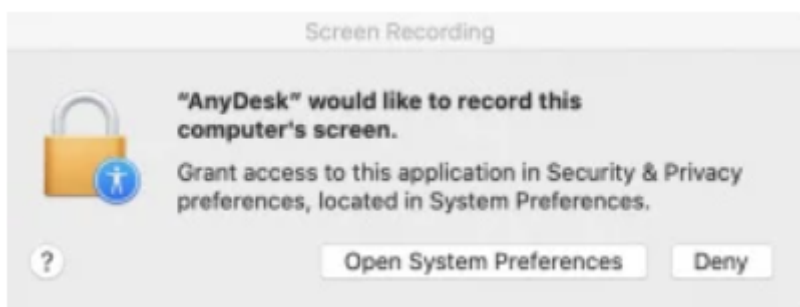 Screen Recording
"AnyDesk" would like to record this
computer's screen.
Grant access to this application in Security & Privacy
preferences, located in System Preferences.
?
Open System Preferences
Deny